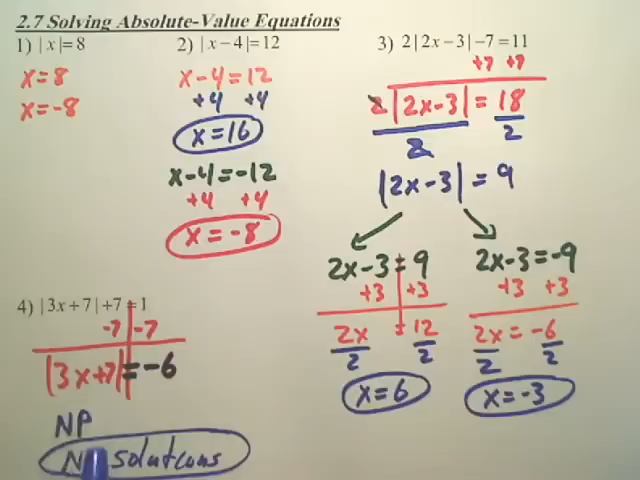 2.7 Solving Absolute-Value Equations
1) |x|=8
x=8
x=-8
2) |x-4|=12
x-4=12
+4 +4
x=16
x-4=-12
+4 +4
x=-8
3) 2|2x-3|-7=11
+7 +7
2|2x-3|=18
2 2
|2x-3|=9
2x-3=9
+3 +3
2x = 12
2 2
x=6
2x-3=-9
+3 +3
2x=-6
2 2
x=-3
4) |3x+7|+7=1
-7 -7
|3x+7|=-6
NP
solutions